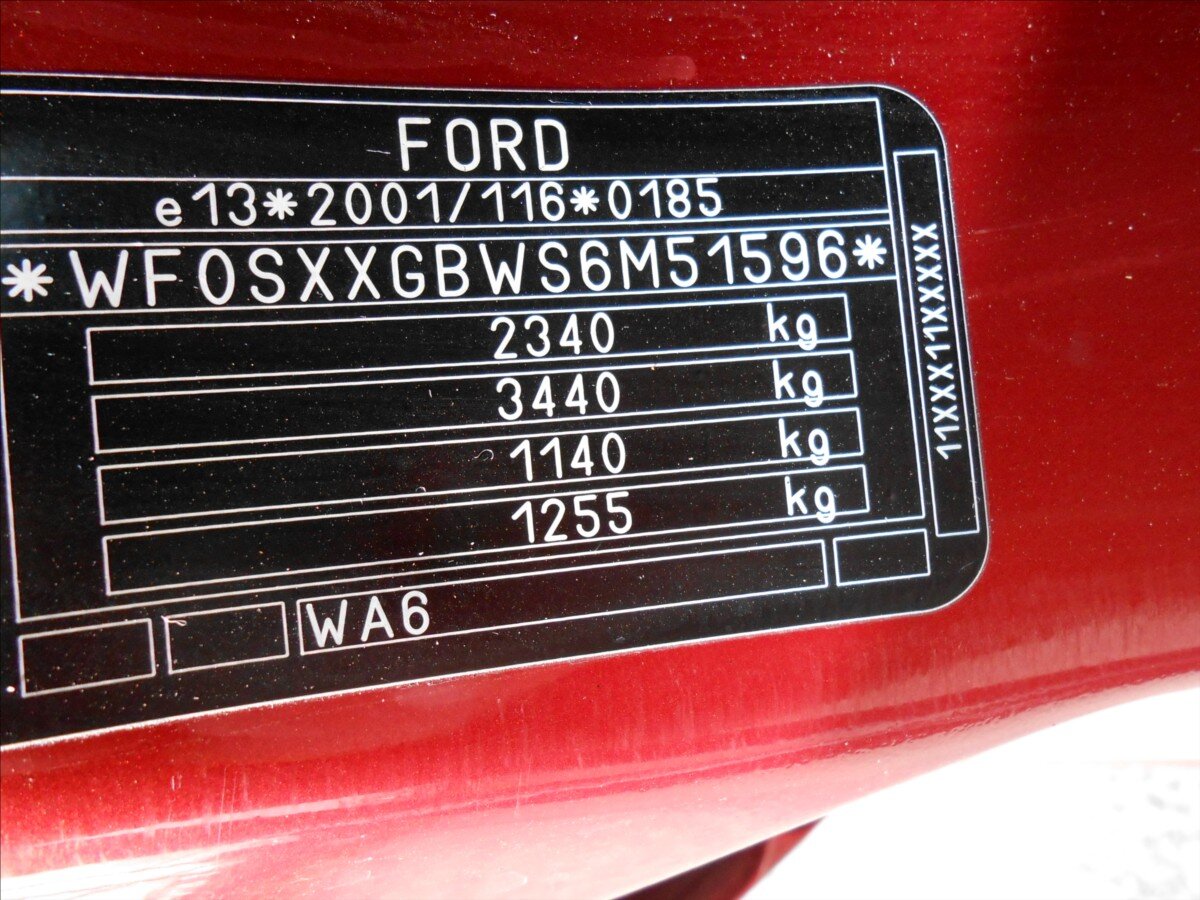 FORD
e13*2001/116*0185
*WF0SXXGBWS6M51596*
2340 kg
3440 kg
1140 kg
1255 kg
WA6
11XXX11XXXXX